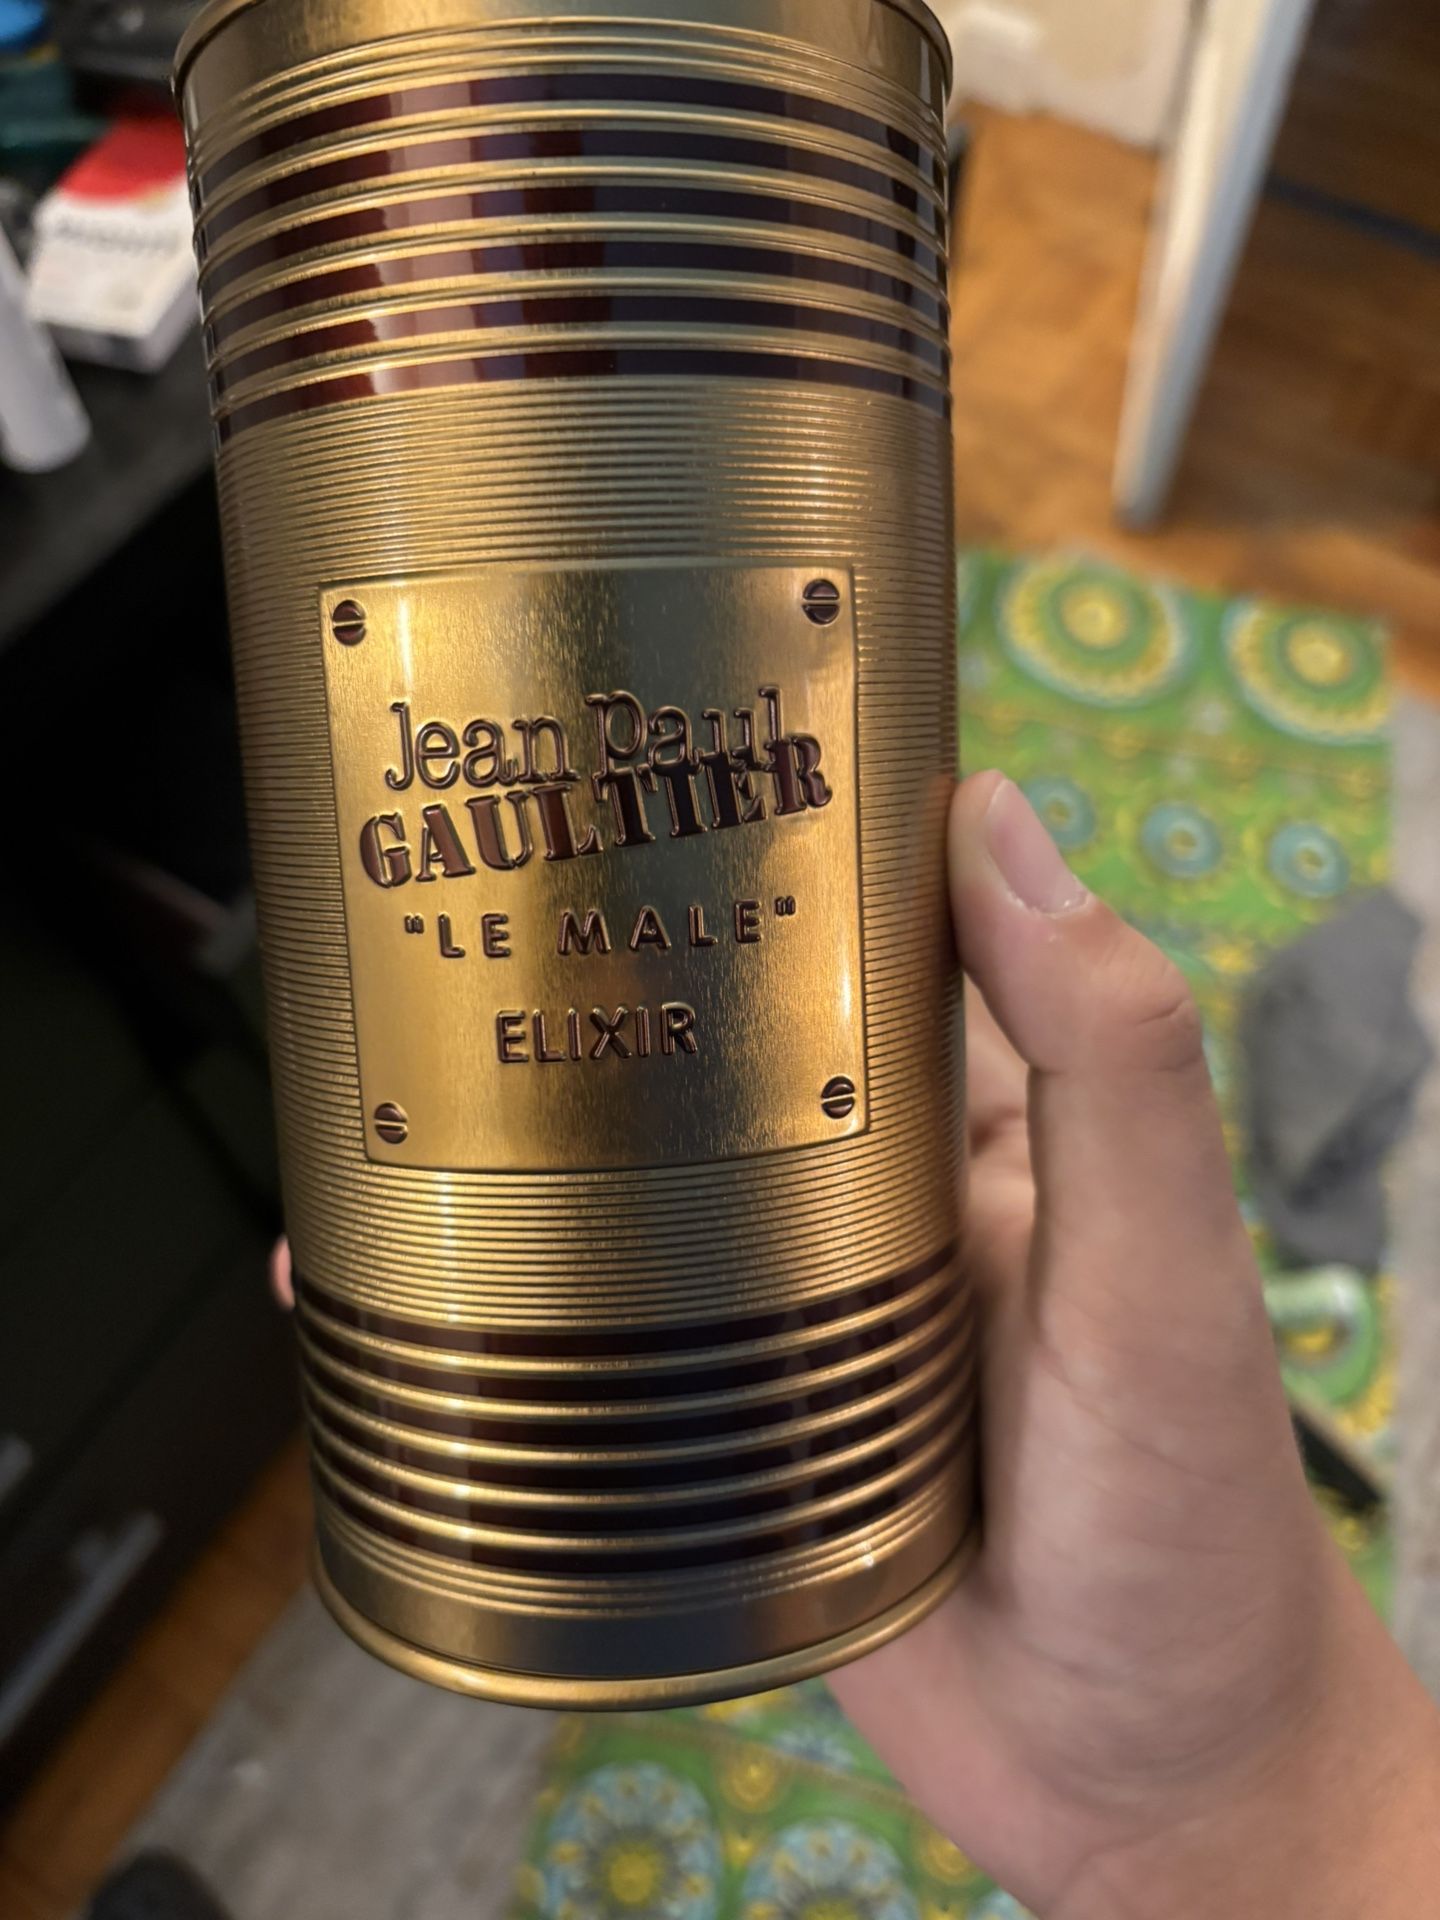 Jean Paul
GAULTIER
"LE MALE"
ELIXIR